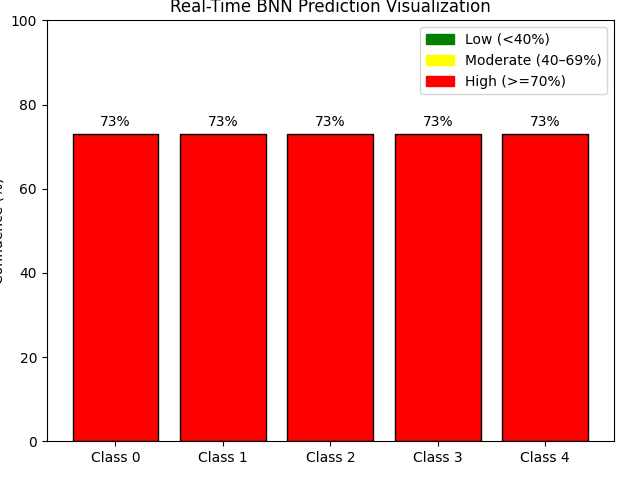 Real-Time BNN Prediction Visualization
100
80
60
40
20
0
Low (<40%)
Moderate (40–69%)
High (>=70%)
73%
73%
73%
73%
73%
Class 0
Class 1
Class 2
Class 3
Class 4